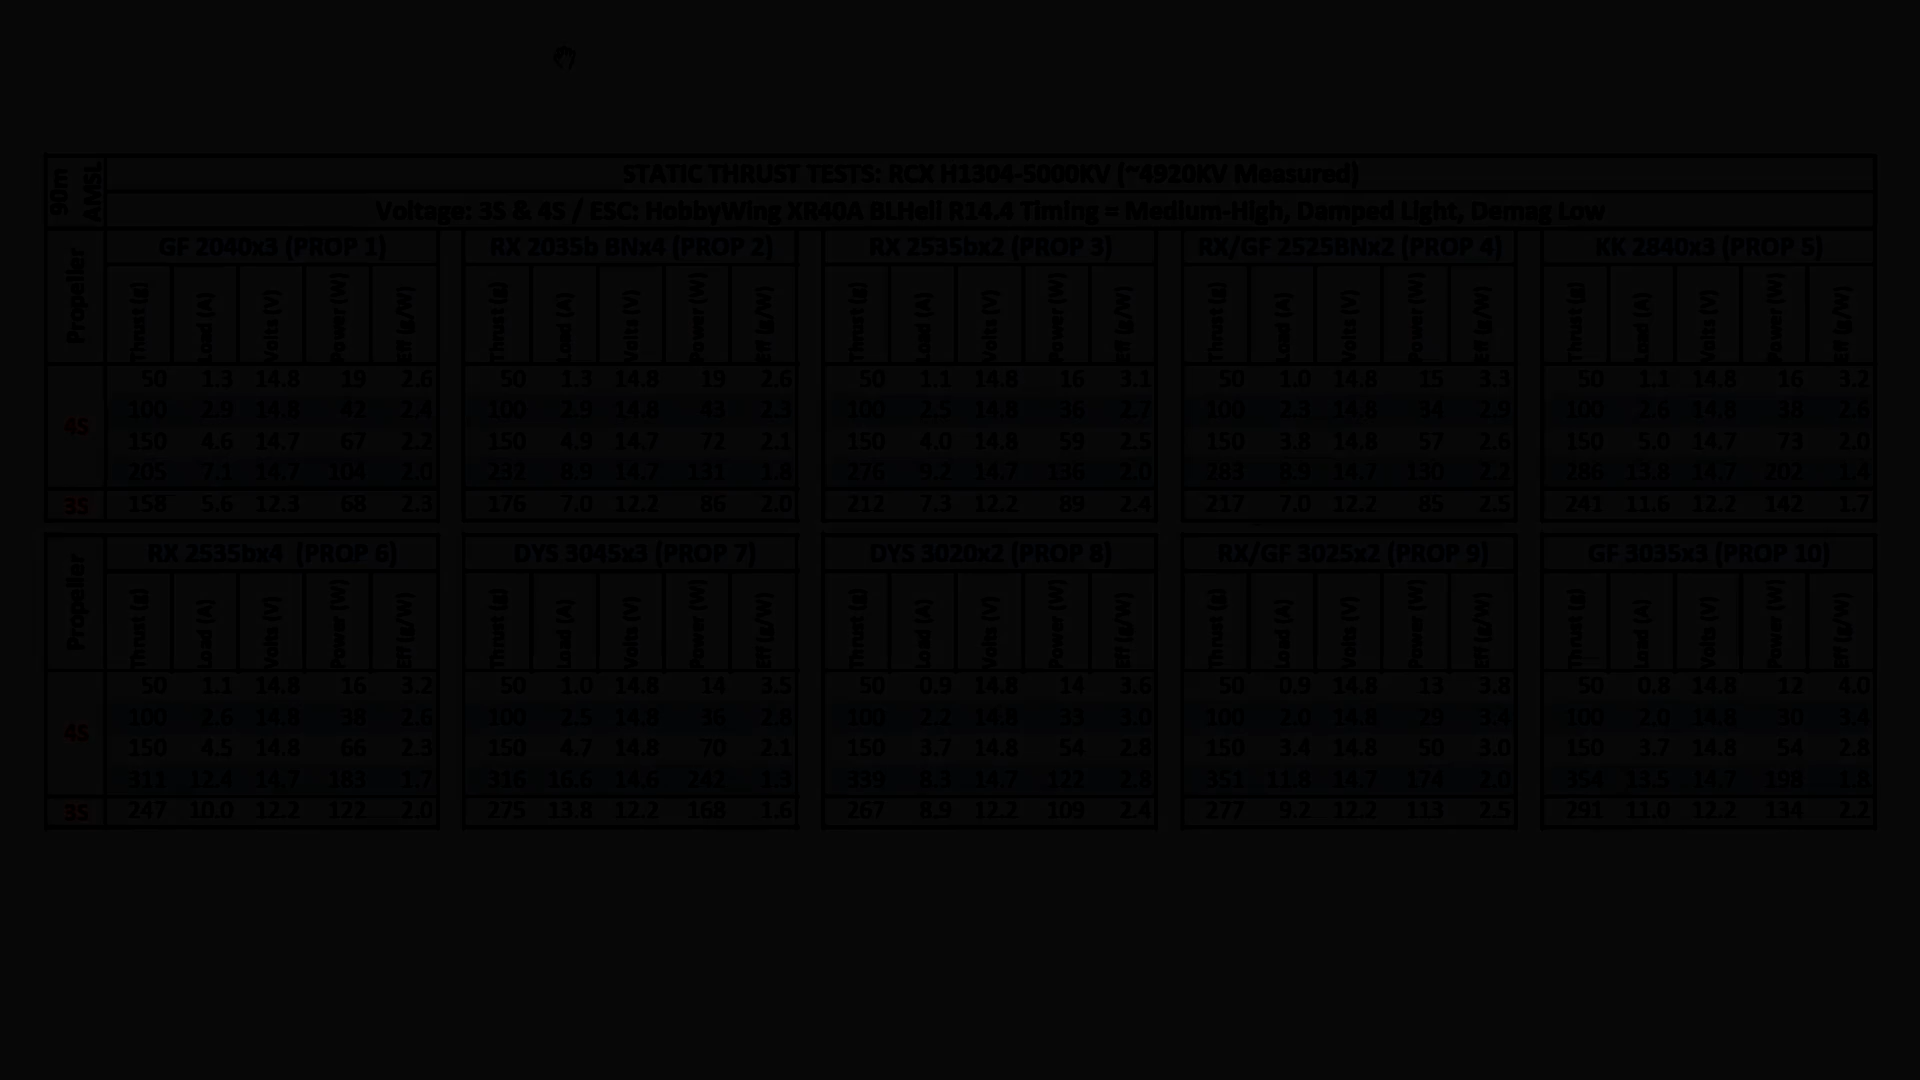 90m AMSL
STATIC THRUST TESTS: RCX H1304-5000KV (~4920KV Measured)
Voltage: 3S & 4S / ESC: HobbyWing XR40A BLHeli R14.4 Timing = Medium-High, Damped Light, Demag Low
Propeller GF 2040x3 (PROP 1) RX 2035b BNx4 (PROP 2) RX 2535bx2 (PROP 3) RX/GF 2525BNx2 (PROP 4) KK 2840x3 (PROP 5)
Thrust (g) Load (A) Volts (V) Power (W) Eff (g/W) Thrust (g) Load (A) Volts (V) Power (W) Eff (g/W) Thrust (g) Load (A) Volts (V) Power (W) Eff (g/W) Thrust (g) Load (A) Volts (V) Power (W) Eff (g/W) Thrust (g) Load (A) Volts (V) Power (W) Eff (g/W)
50 1.3 14.8 19 2.6 50 1.3 14.8 19 2.6 50 1.1 14.8 16 3.1 50 1.0 14.8 15 3.3 50 1.1 14.8 16 3.2
4S 100 2.9 14.8 42 2.4 100 2.9 14.8 43 2.3 100 2.5 14.8 36 2.7 100 2.3 14.8 34 2.9 100 2.6 14.8 38 2.6
150 4.6 14.7 67 2.2 150 4.9 14.7 72 2.1 150 4.0 14.8 59 2.5 150 3.8 14.8 57 2.6 150 5.0 14.7 73 2.0
205 7.1 14.7 104 2.0 232 8.9 14.7 131 1.8 276 9.2 14.7 136 2.0 283 8.9 14.7 130 2.2 286 13.8 14.7 202 1.4
3S 158 5.6 12.3 68 2.3 176 7.0 12.2 86 2.0 212 7.3 12.2 89 2.4 217 7.0 12.2 85 2.5 241 11.6 12.2 142 1.7
Propeller RX 2535bx4 (PROP 6) DYS 3045x3 (PROP 7) DYS 3020x2 (PROP 8) RX/GF 3025x2 (PROP 9) GF 3035x3 (PROP 10)
Thrust (g) Load (A) Volts (V) Power (W) Eff (g/W) Thrust (g) Load (A) Volts (V) Power (W) Eff (g/W) Thrust (g) Load (A) Volts (V) Power (W) Eff (g/W) Thrust (g) Load (A) Volts (V) Power (W) Eff (g/W) Thrust (g) Load (A) Volts (V) Power (W) Eff (g/W)
50 1.1 14.8 16 3.2 50 1.0 14.8 14 3.5 50 0.9 14.8 14 3.6 50 0.9 14.8 13 3.8 50 0.8 14.8 12 4.0
4S 100 2.6 14.8 38 2.6 100 2.5 14.8 36 2.8 100 2.2 14.8 33 3.0 100 2.0 14.8 29 3.4 100 2.0 14.8 30 3.4
150 4.5 14.8 66 2.3 150 4.7 14.8 70 2.1 150 3.7 14.8 54 2.8 150 3.4 14.8 50 3.0 150 3.7 14.8 54 2.8
311 12.4 14.7 183 1.7 316 16.6 14.6 242 1.3 339 8.3 14.7 122 2.8 351 11.8 14.7 174 2.0 354 13.5 14.7 198 1.8
3S 247 10.0 12.2 122 2.0 275 13.8 12.2 168 1.6 267 8.9 12.2 109 2.4 277 9.2 12.2 113 2.5 291 11.0 12.2 134 2.2